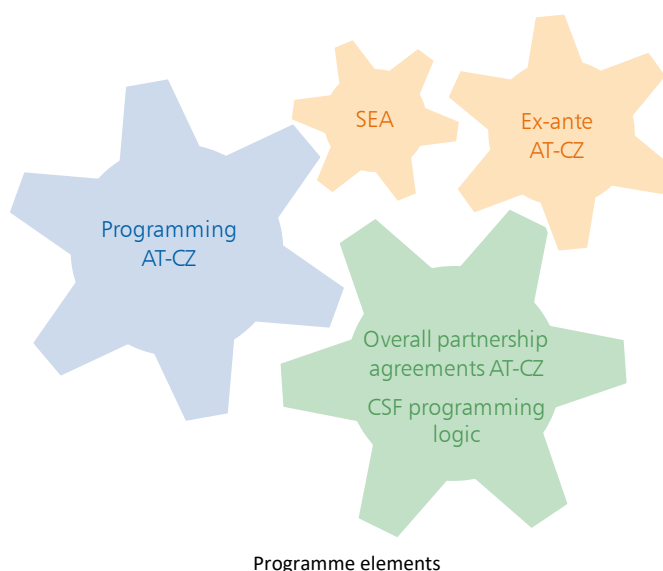 SEA
Ex-ante
AT-CZ
Programming
AT-CZ
Overall partnership
agreements AT-CZ
CSF programming
logic
Programme elements